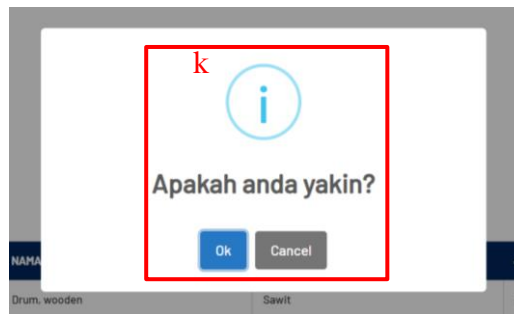 k
i
Apakah anda yakin?
Ok Cancel
NAMA
Drum, wooden Sawit